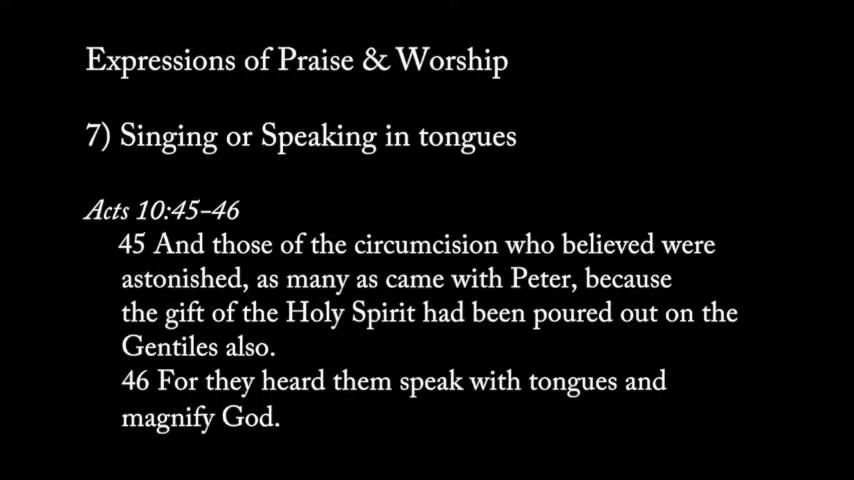 Expressions of Praise & Worship
7) Singing or Speaking in tongues
Acts 10:45-46
45 And those of the circumcision who believed were
astonished, as many as came with Peter, because
the gift of the Holy Spirit had been poured out on the
Gentiles also.
46 For they heard them speak with tongues and
magnify God.